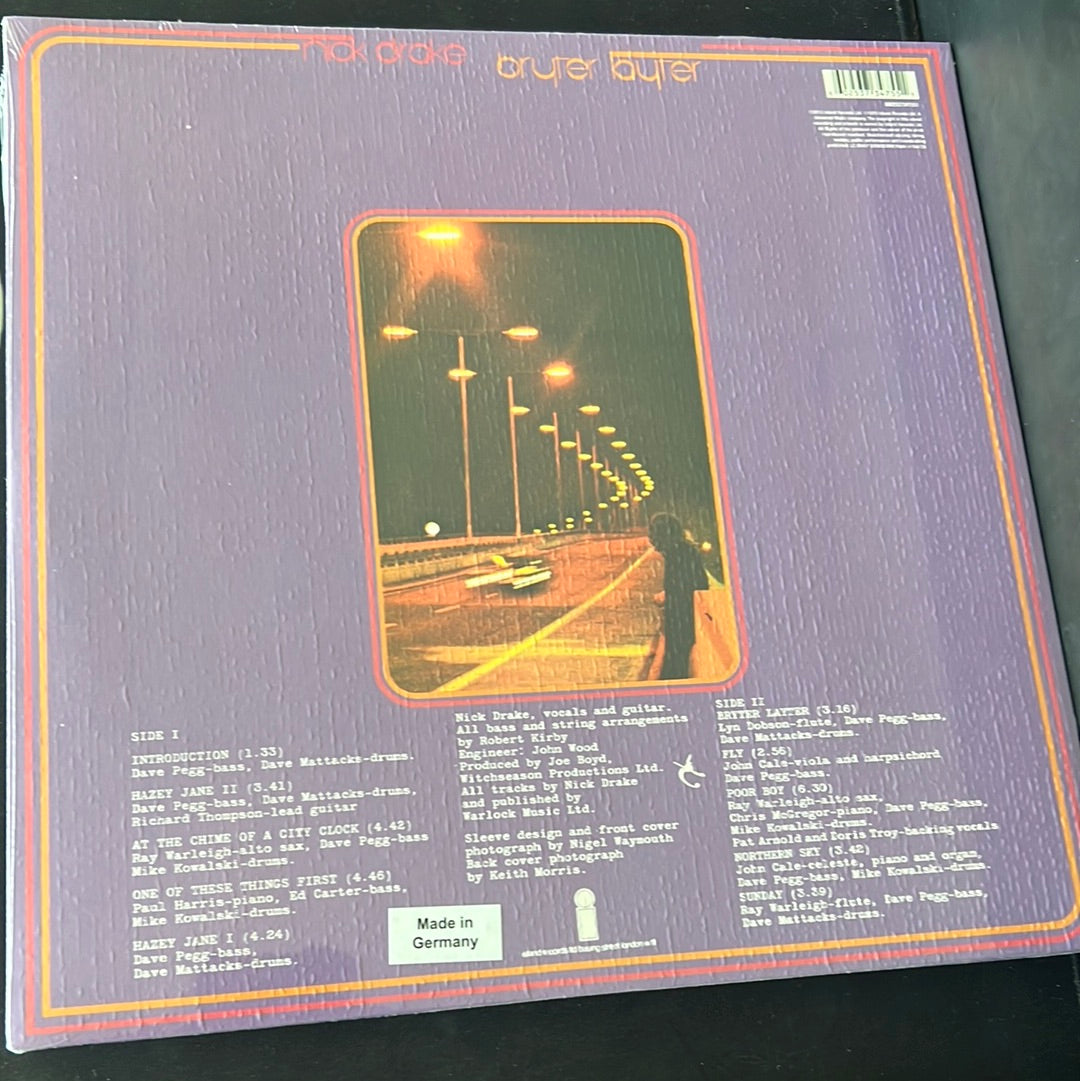 nick drake
bryter layter
SIDE I
INTRODUCTION (1.33)
Dave Pegg-bass, Dave Mattacks-drums.
HAZEY JANE II (3.41)
Dave Pegg-bass, Dave Mattacks-drums,
Richard Thompson-lead guitar
AT THE CHIME OF A CITY CLOCK (4.42)
Ray Warleigh-alto sax, Dave Pegg-bass
Mike Kowalski-drums.
ONE OF THESE THINGS FIRST (4.46)
Paul Harris-piano, Ed Carter-bass,
Mike Kowalski-drums.
HAZEY JANE I (4.24)
Dave Pegg-bass,
Dave Mattacks-drums.
Nick Drake, vocals and guitar.
All bass and string arrangements
by Robert Kirby
Engineer: John Wood
Produced by Joe Boyd,
Witchseason Productions Ltd.
All tracks by Nick Drake
and published by
Warlock Music Ltd.
Sleeve design and front cover
photograph by Nigel Waymouth
Back cover photograph
by Keith Morris.
Made in
Germany
island records ltd basing street london w11
SIDE II
BRYTER LAYTER (3.16)
Lyn Dobson-flute, Dave Pegg-bass,
Dave Mattacks-drums.
FLY (2.56)
John Cale-viola and harpsichord
Dave Pegg-bass.
POOR BOY (6.30)
Ray Warleigh-alto sax,
Chris McGregor-piano, Dave Pegg-bass,
Mike Kowalski-drums.
Pat Arnold and Doris Troy-backing vocals
NORTHERN SKY (3.42)
John Cale-celeste, piano and organ,
Dave Pegg-bass, Mike Kowalski-drums.
SUNDAY (3.39)
Ray Warleigh-flute, Dave Pegg-bass,
Dave Mattacks-drums.